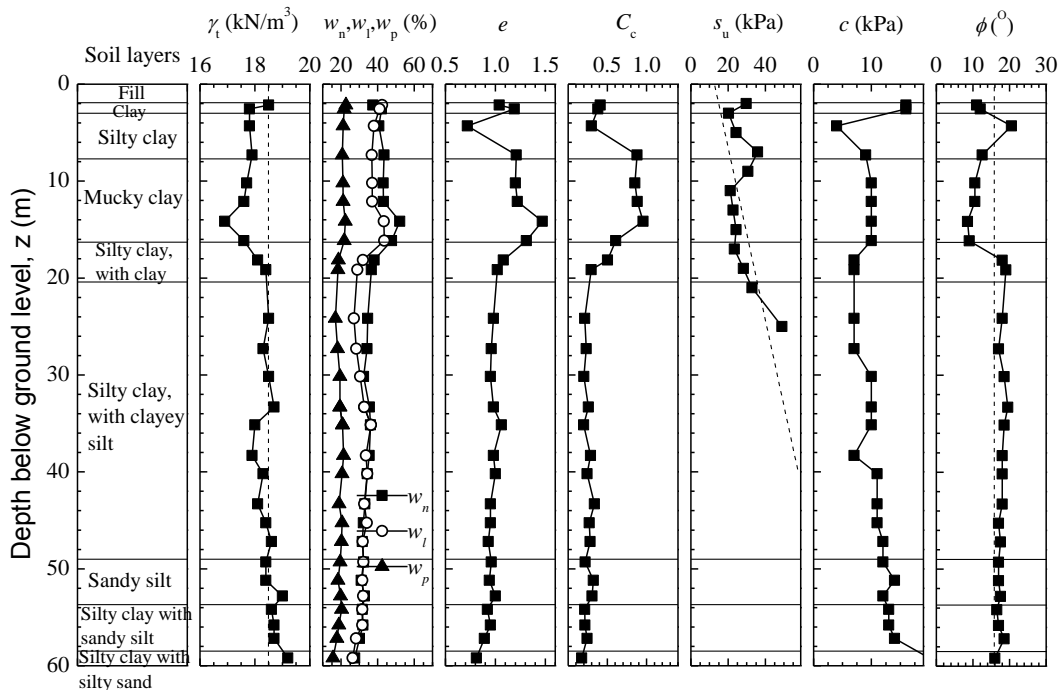 γt (kN/m3) wn,wl,wp (%) e Cc su (kPa) c (kPa) ϕ (O)
Soil layers
16 18 20 20 40 60 0.5 1.0 1.5 0.5 1.0 0 20 40 0 10 0 10 20 30
0
10
20
30
40
50
60
Depth below ground level, z (m)
Fill
Clay
Silty clay
Mucky clay
Silty clay,
with clay
Silty clay,
with clayey
silt
Sandy silt
Silty clay with
sandy silt
Silty clay with
silty sand
wn
wl
wp